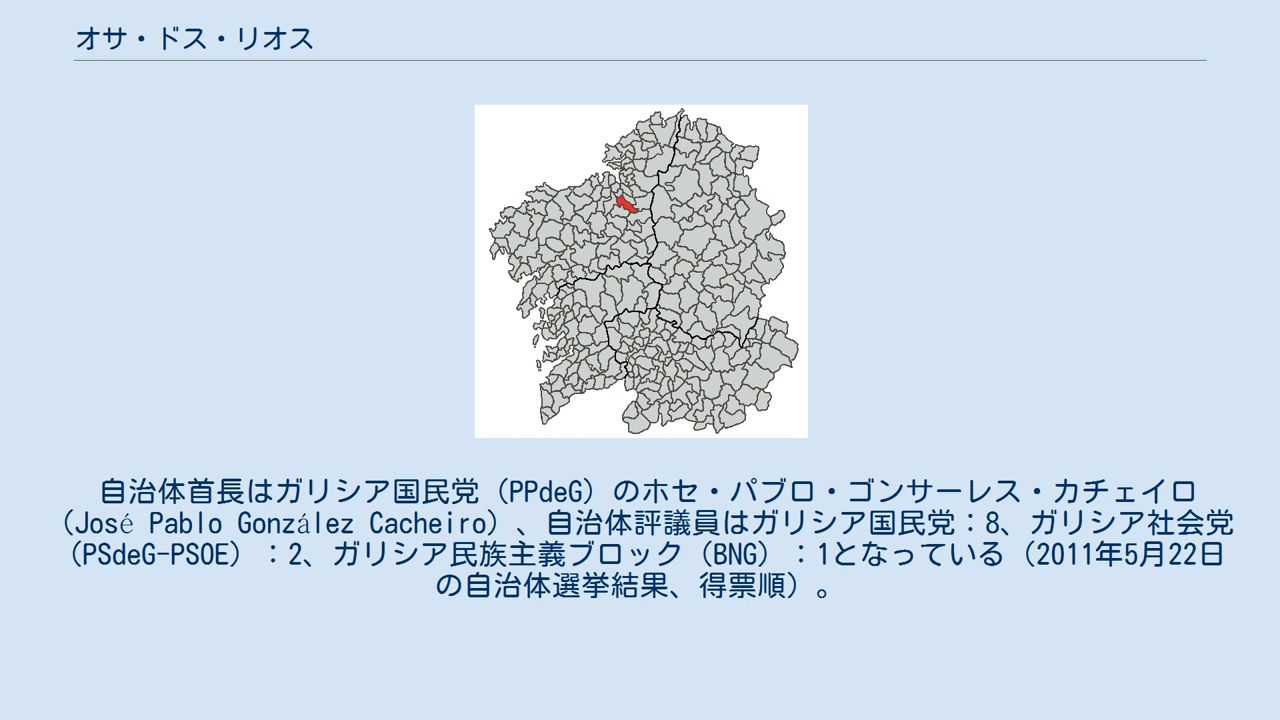 オサ・ドス・リオス
自治体首長はガリシア国民党（PPdeG）のホセ・パブロ・ゴンサーレス・カチェイロ
（José Pablo González Cacheiro）、自治体評議員はガリシア国民党：8、ガリシア社会党
（PSdeG-PSOE）：2、ガリシア民族主義ブロック（BNG）：1となっている（2011年5月22日
の自治体選挙結果、得票順）。